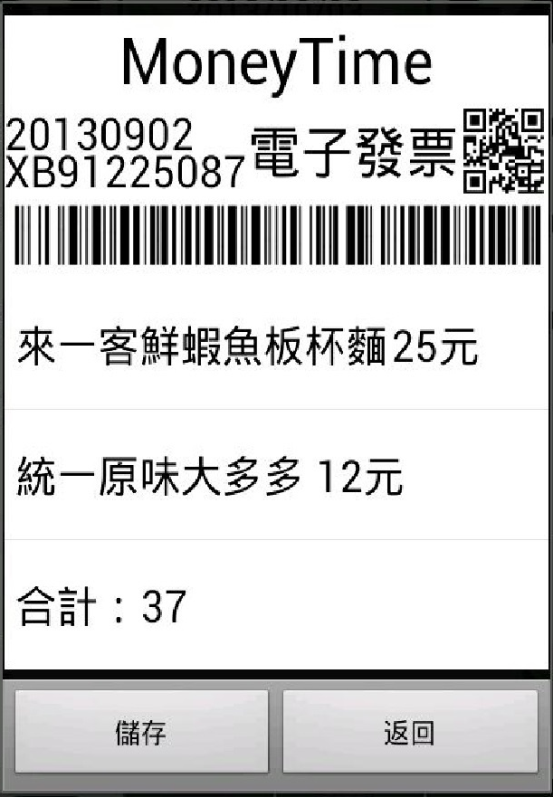 MoneyTime
20130902
XB91225087
電子發票
來一客鮮蝦魚板杯麵25元
統一原味大多多 12元
合計：37
儲存
返回